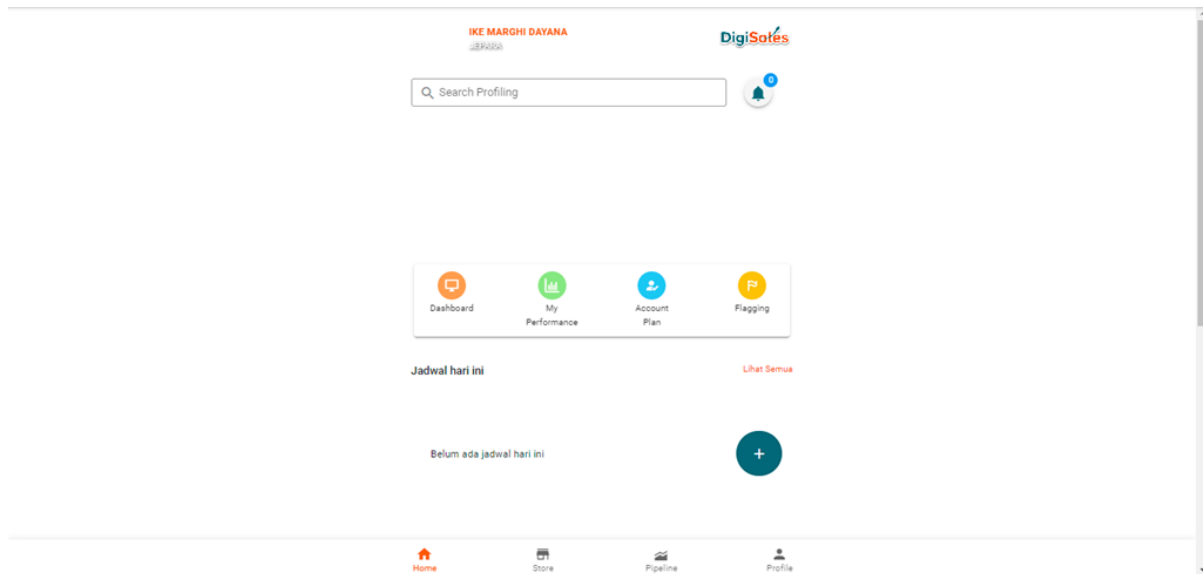 IKE MARGHI DAYANA
JEPARA
DigiSales
Search Profiling
0
Dashboard
My
Performance
Account
Plan
Flagging
Jadwal hari ini
Lihat Semua
Belum ada jadwal hari ini
+
Home
Store
Pipeline
Profile